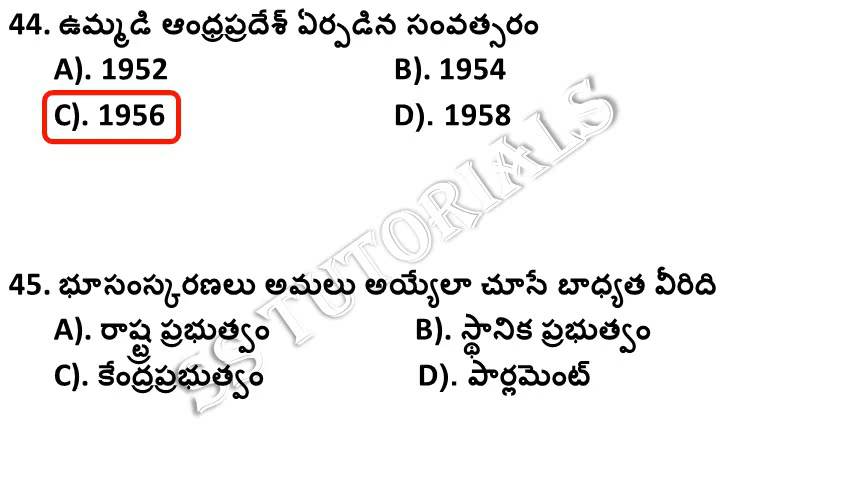 44. ఉమ్మడి ఆంధ్రప్రదేశ్ ఏర్పడిన సంవత్సరం
A). 1952 B). 1954
C). 1956 D). 1958
SS TUTORIALS
45. భూసంస్కరణలు అమలు అయ్యేలా చూసే బాధ్యత వీరిది
A). రాష్ట్ర ప్రభుత్వం B). స్థానిక ప్రభుత్వం
C). కేంద్రప్రభుత్వం D). పార్లమెంట్